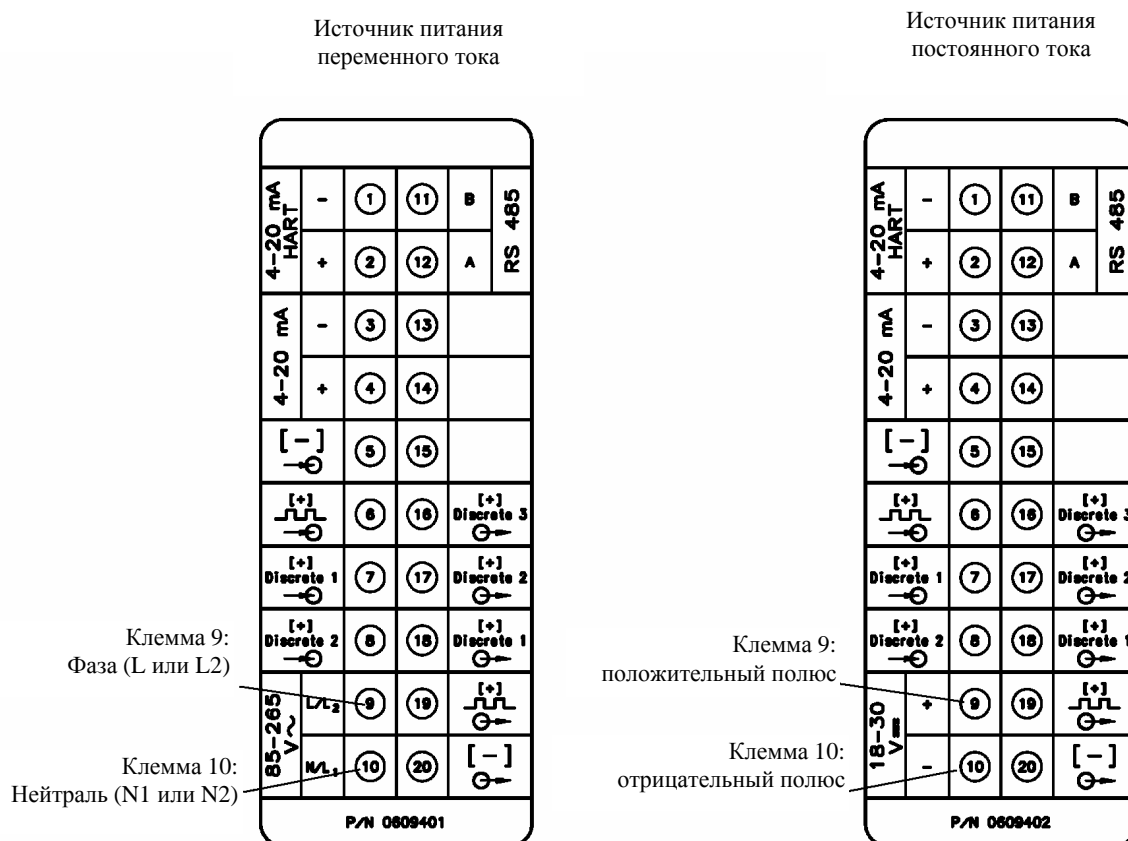 Источник питания
переменного тока
4-20 mA
HART
- 1 11 B
+ 2 12 A
RS 485
4-20 mA
- 3 13
+ 4 14
[-] 5 15
[+] 6 16 [+]
Discrete 3
[+]
Discrete 1 7 17 [+]
Discrete 2
[+]
Discrete 2 8 18 [+]
Discrete 1
85-265
V~
L/L2 9 19 [+]
N/L1 10 20 [-]
P/N 0609401
Клемма 9:
Фаза (L или L2)
Клемма 10:
Нейтраль (N1 или N2)
Источник питания
постоянного тока
4-20 mA
HART
- 1 11 B
+ 2 12 A
RS 485
4-20 mA
- 3 13
+ 4 14
[-] 5 15
[+] 6 16 [+]
Discrete 3
[+]
Discrete 1 7 17 [+]
Discrete 2
[+]
Discrete 2 8 18 [+]
Discrete 1
18-30
V
+ 9 19 [+]
- 10 20 [-]
P/N 0609402
Клемма 9:
положительный полюс
Клемма 10:
отрицательный полюс